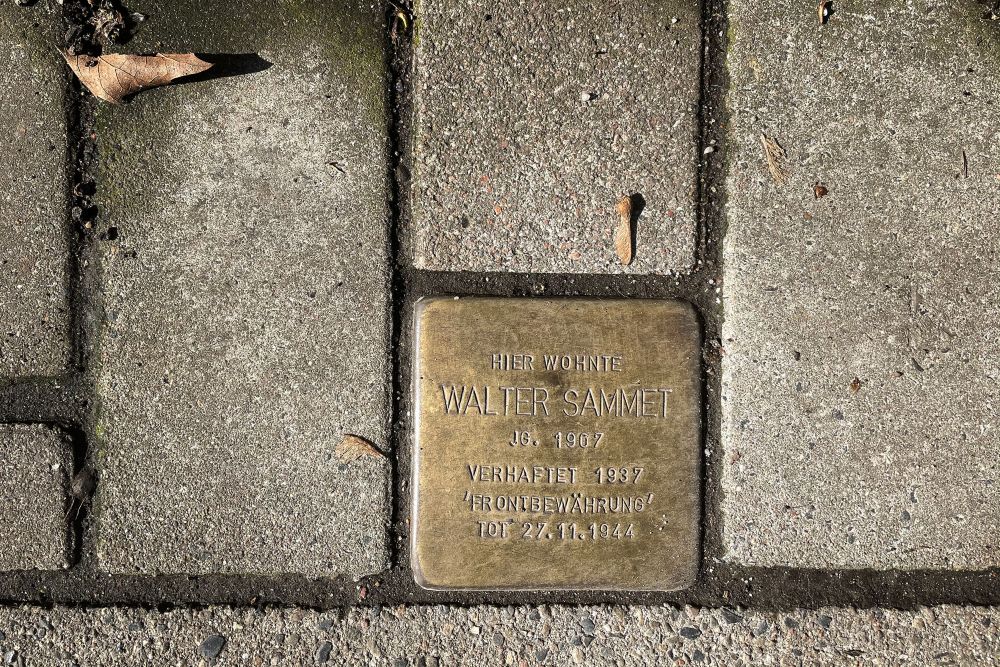 HIER WOHNTE
WALTER SAMMET
JG. 1907
VERHAFTET 1937
'FRONTBEWÄHRUNG'
TOT 27.11.1944